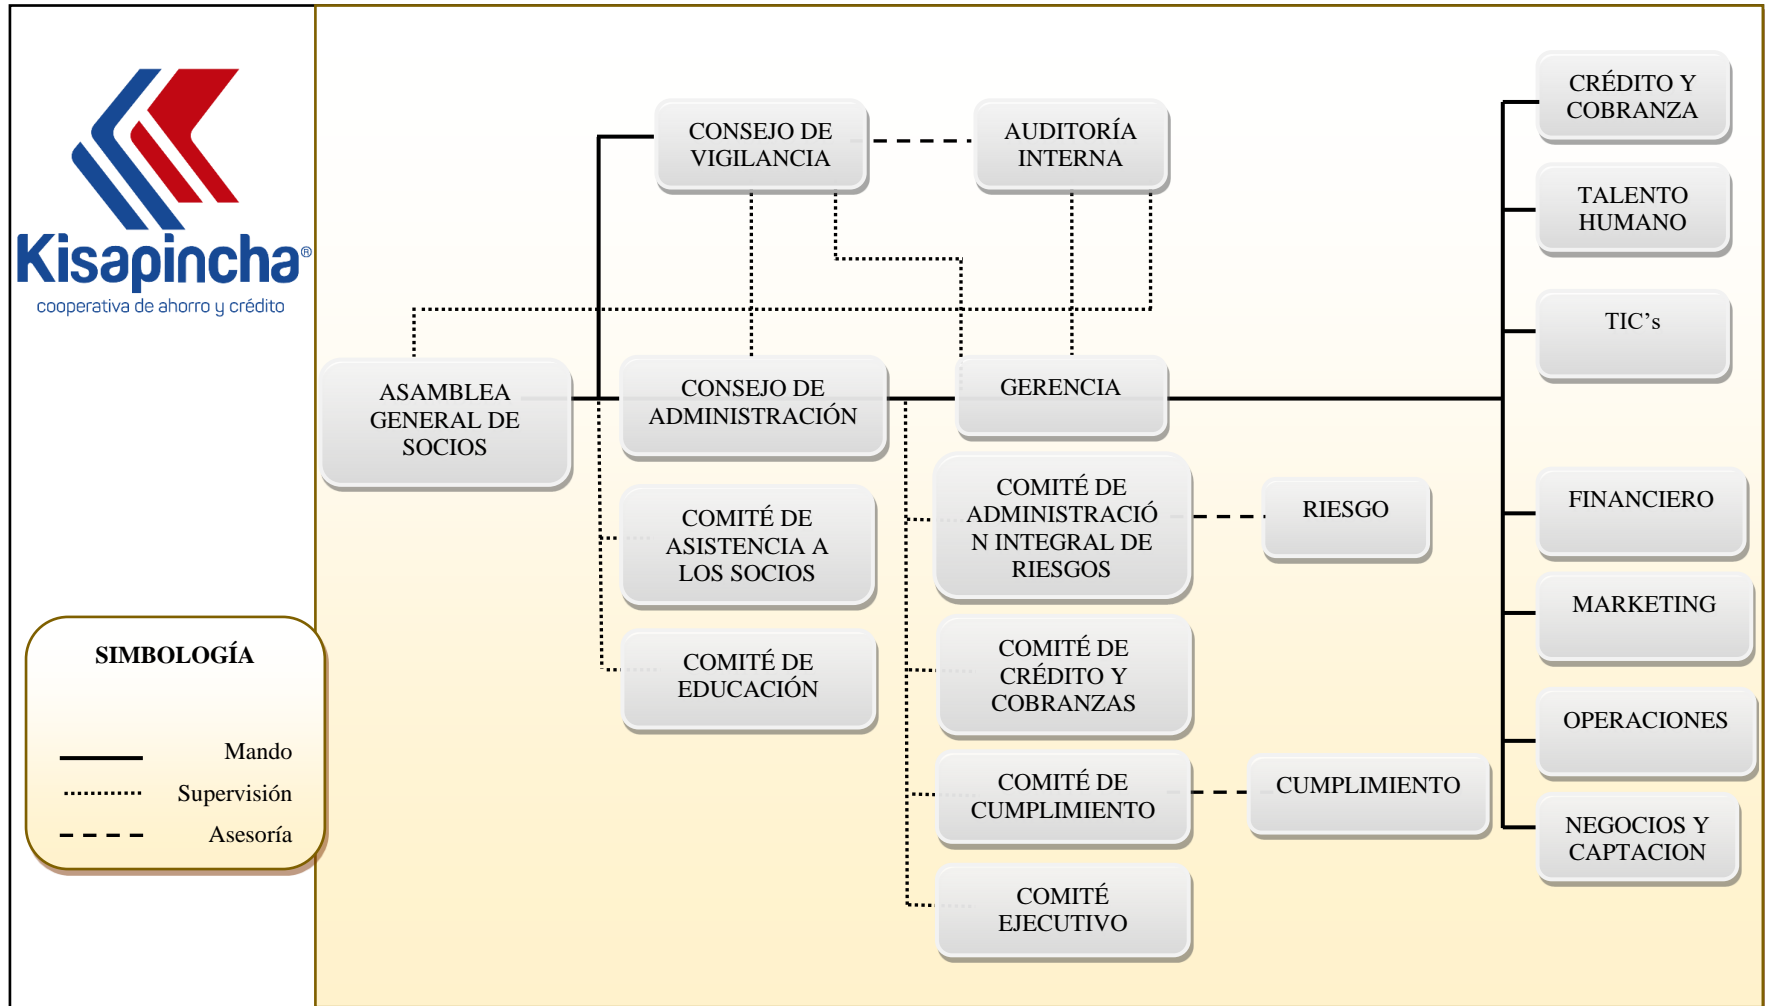 Kisapincha®
cooperativa de ahorro y crédito
SIMBOLOGÍA
Mando
Supervisión
Asesoría
CONSEJO DE
VIGILANCIA
AUDITORÍA
INTERNA
ASAMBLEA
GENERAL DE
SOCIOS
CONSEJO DE
ADMINISTRACIÓN
GERENCIA
COMITÉ DE
ASISTENCIA A
LOS SOCIOS
COMITÉ DE
EDUCACIÓN
COMITÉ DE
ADMINISTRACIÓ
N INTEGRAL DE
RIESGOS
RIESGO
COMITÉ DE
CRÉDITO Y
COBRANZAS
COMITÉ DE
CUMPLIMIENTO
CUMPLIMIENTO
COMITÉ
EJECUTIVO
CRÉDITO Y
COBRANZA
TALENTO
HUMANO
TIC’s
FINANCIERO
MARKETING
OPERACIONES
NEGOCIOS Y
CAPTACION